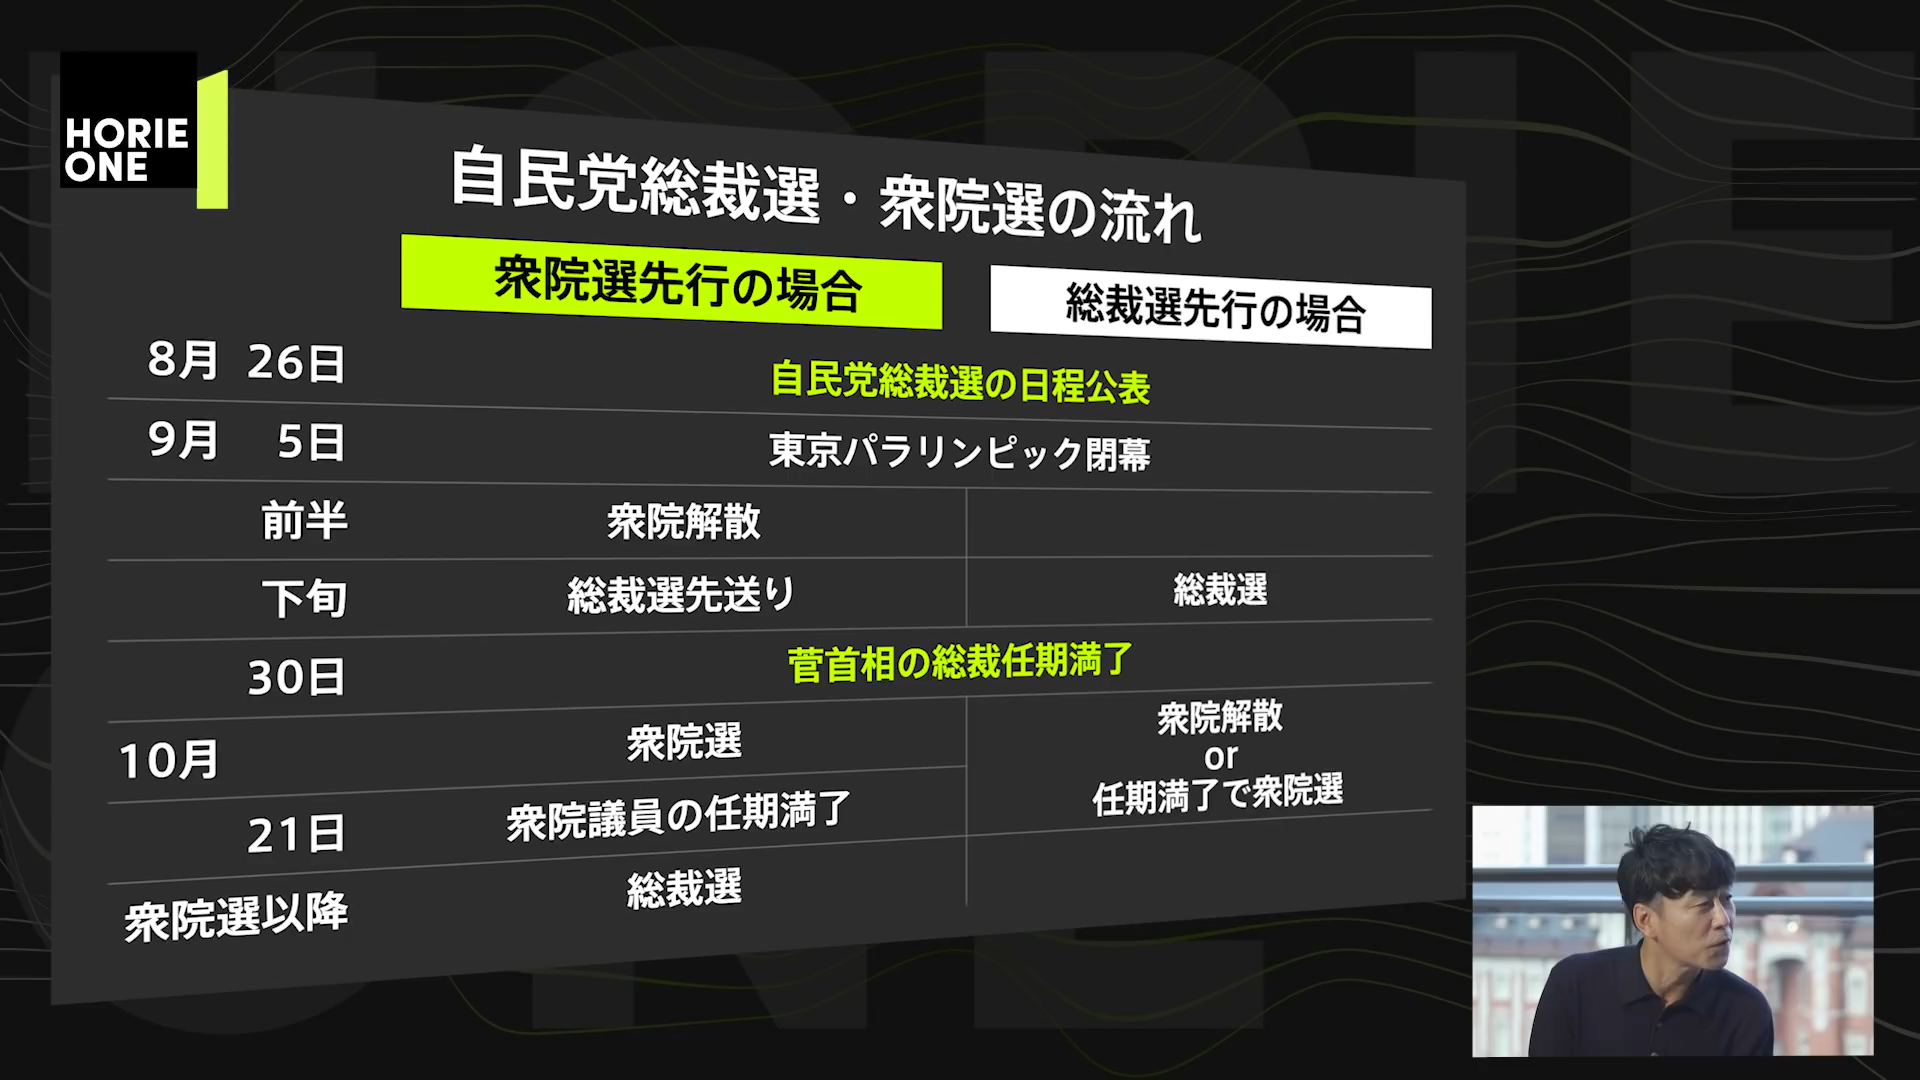 HORIE
ONE
自民党総裁選・衆院選の流れ
衆院選先行の場合
総裁選先行の場合
8月 26日
自民党総裁選の日程公表
9月 5日
東京パラリンピック閉幕
前半
衆院解散
下旬
総裁選先送り
総裁選
30日
菅首相の総裁任期満了
10月
衆院選
衆院解散
or
任期満了で衆院選
21日
衆院議員の任期満了
衆院選以降
総裁選